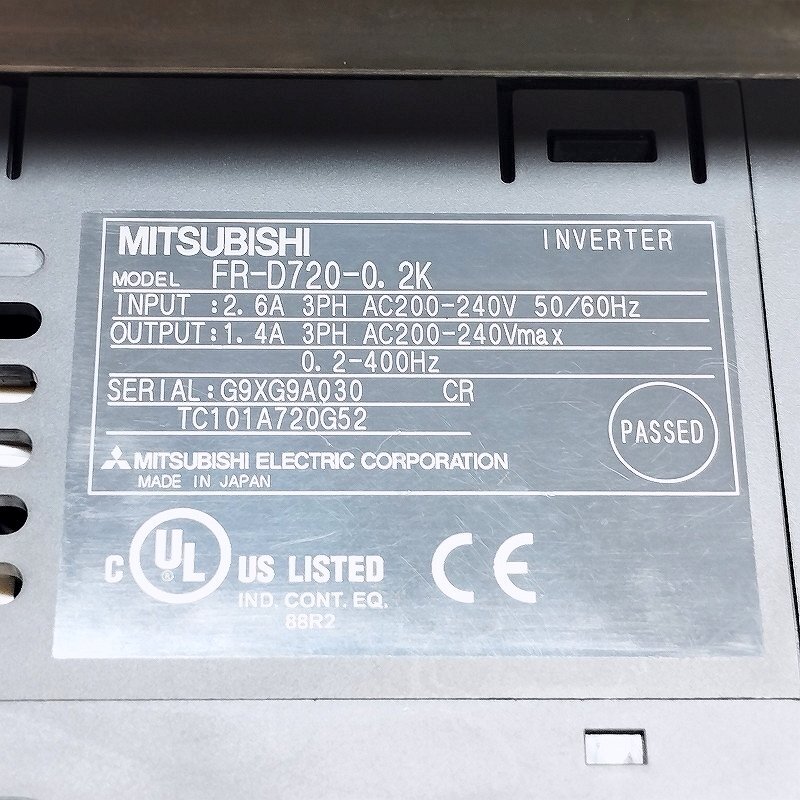 MITSUBISHI INVERTER
MODEL FR-D720-0.2K
INPUT :2.6A 3PH AC200-240V 50/60Hz
OUTPUT:1.4A 3PH AC200-240Vmax
0.2-400Hz
SERIAL:G9XG9A030 CR
TC101A720G52
PASSED
MITSUBISHI ELECTRIC CORPORATION
MADE IN JAPAN
C UL ® US LISTED CE
IND. CONT. EQ.
88R2